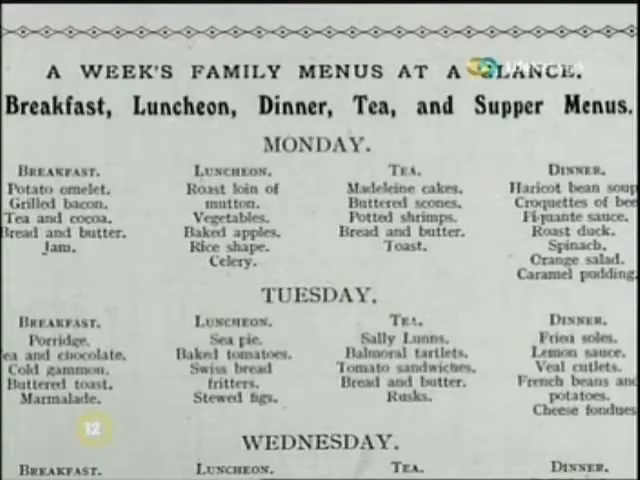 A WEEK'S FAMILY MENUS AT A GLANCE.
Breakfast, Luncheon, Dinner, Tea, and Supper Menus.
MONDAY.
BREAKFAST.
Potato omelet.
Grilled bacon.
Tea and cocoa.
Bread and butter.
Jam.
LUNCHEON.
Roast loin of
mutton.
Vegetables.
Baked apples.
Rice shape.
Celery.
TEA.
Madeleine cakes.
Buttered scones.
Potted shrimps.
Bread and butter.
Toast.
DINNER.
Haricot bean soup
Croquettes of bee
Piquante sauce.
Roast duck.
Spinach.
Orange salad.
Caramel pudding.
TUESDAY.
BREAKFAST.
Porridge.
ea and chocolate.
Cold gammon.
Buttered toast.
Marmalade.
LUNCHEON.
Sea pie.
Baked tomatoes.
Swiss bread
fritters.
Stewed figs.
TEA.
Sally Lunns.
Balmoral tartlets.
Tomato sandwiches.
Bread and butter.
Rusks.
DINNER.
Fried soles.
Lemon sauce.
Veal cutlets.
French beans and
potatoes.
Cheese fondues
12
WEDNESDAY.
BREAKFAST.
LUNCHEON.
TEA.
DINNER.